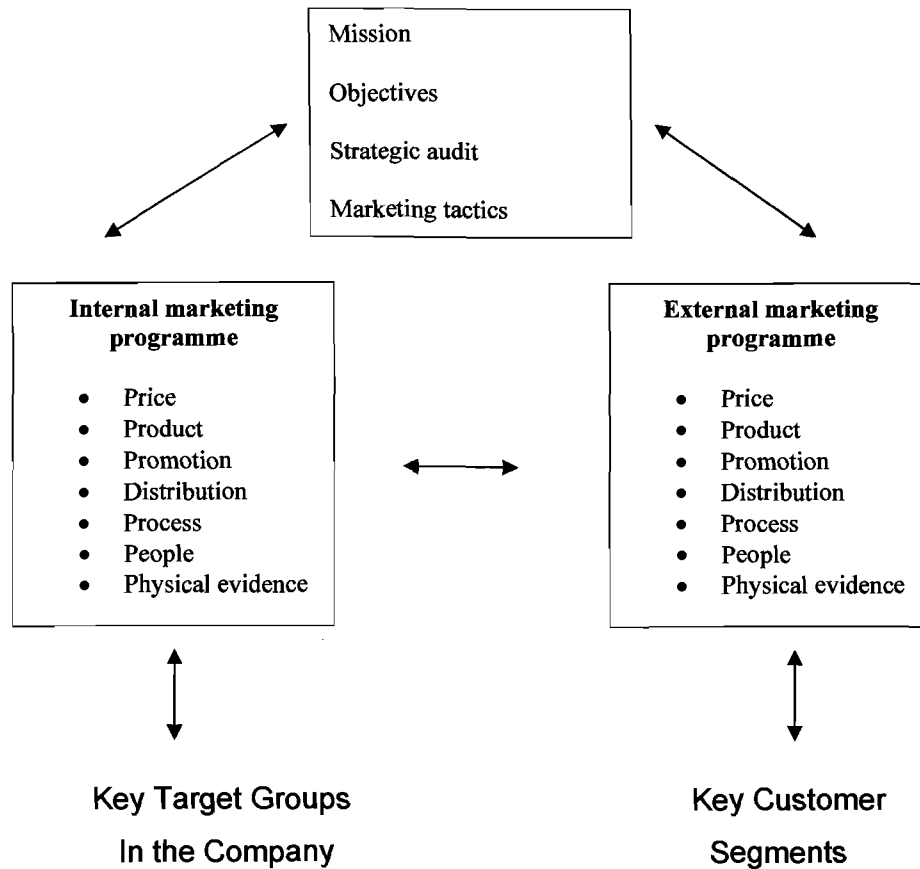 Mission
Objectives
Strategic audit
Marketing tactics
Internal marketing
programme
• Price
• Product
• Promotion
• Distribution
• Process
• People
• Physical evidence
External marketing
programme
• Price
• Product
• Promotion
• Distribution
• Process
• People
• Physical evidence
Key Target Groups
In the Company
Key Customer
Segments